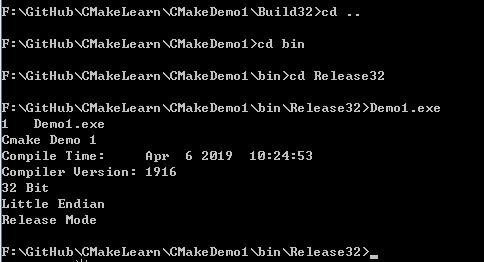 F:\GitHub\CMakeLearn\CMakeDemo1\Build32>cd ..
F:\GitHub\CMakeLearn\CMakeDemo1>cd bin
F:\GitHub\CMakeLearn\CMakeDemo1\bin>cd Release32
F:\GitHub\CMakeLearn\CMakeDemo1\bin\Release32>Demo1.exe
1   Demo1.exe
Cmake Demo 1
Compile Time:     Apr  6 2019  10:24:53
Compiler Version: 1916
32 Bit
Little Endian
Release Mode
F:\GitHub\CMakeLearn\CMakeDemo1\bin\Release32>